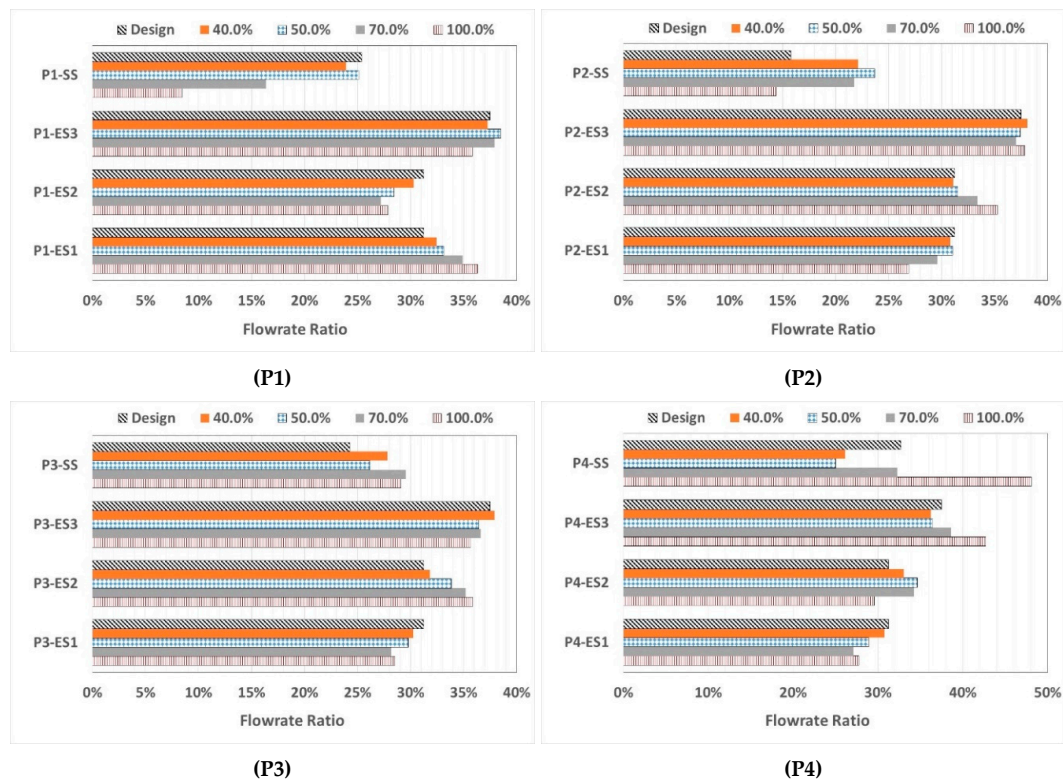 Design 40.0% 50.0% 70.0% 100.0%
P1-SS
P1-ES3
P1-ES2
P1-ES1
0% 5% 10% 15% 20% 25% 30% 35% 40%
Flowrate Ratio
(P1)
Design 40.0% 50.0% 70.0% 100.0%
P2-SS
P2-ES3
P2-ES2
P2-ES1
0% 5% 10% 15% 20% 25% 30% 35% 40%
Flowrate Ratio
(P2)
Design 40.0% 50.0% 70.0% 100.0%
P3-SS
P3-ES3
P3-ES2
P3-ES1
0% 5% 10% 15% 20% 25% 30% 35% 40%
Flowrate Ratio
(P3)
Design 40.0% 50.0% 70.0% 100.0%
P4-SS
P4-ES3
P4-ES2
P4-ES1
0% 10% 20% 30% 40% 50%
Flowrate Ratio
(P4)